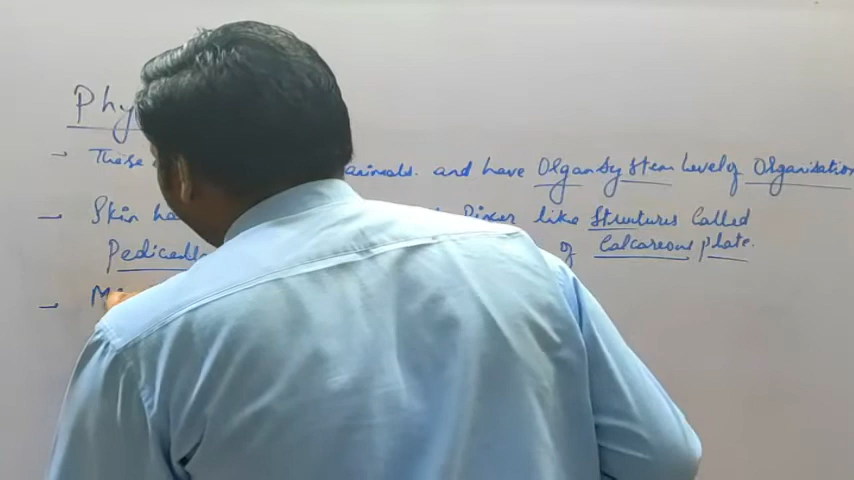 Phy
- These animals. and have Organ System level of Organisation
- Skin ha Pincer like Structures Called
Pedicell of Calcareous plate.
- M